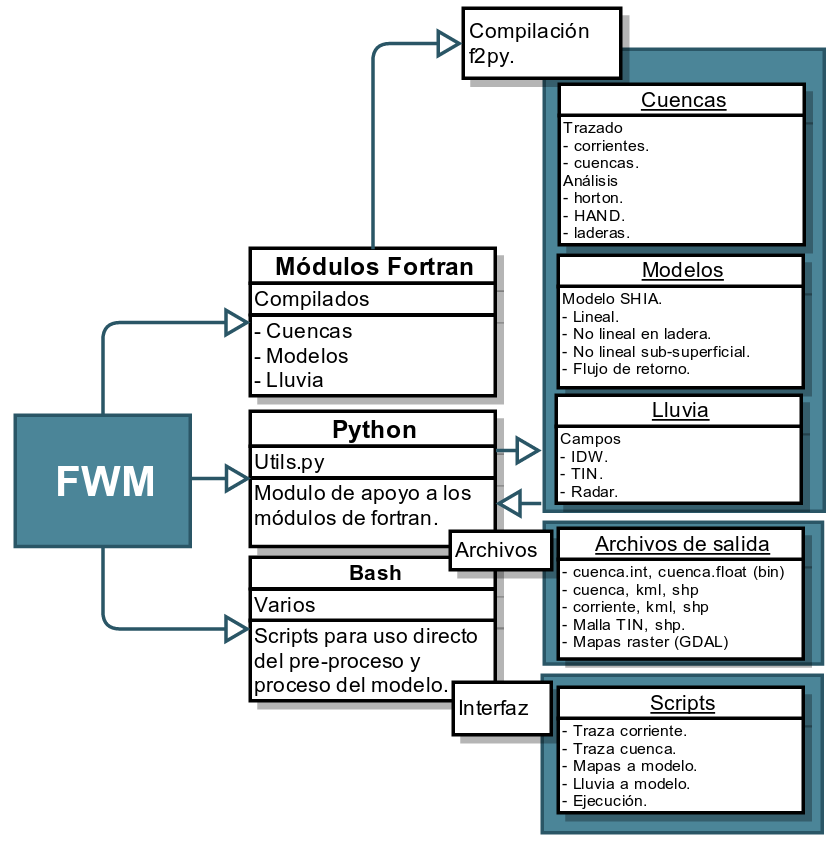 Compilación
f2py.
Cuencas
Trazado
- corrientes.
- cuencas.
Análisis
- horton.
- HAND.
- laderas.
Módulos Fortran
Compilados
- Cuencas
- Modelos
- Lluvia
Modelos
Modelo SHIA.
- Lineal.
- No lineal en ladera.
- No lineal sub-superficial.
- Flujo de retorno.
FWM
Python
Utils.py
Modulo de apoyo a los
módulos de fortran.
Lluvia
Campos
- IDW.
- TIN.
- Radar.
Archivos
Archivos de salida
- cuenca.int, cuenca.float (bin)
- cuenca, kml, shp
- corriente, kml, shp
- Malla TIN, shp.
- Mapas raster (GDAL)
Bash
Varios
Scripts para uso directo
del pre-proceso y
proceso del modelo.
Interfaz
Scripts
- Traza corriente.
- Traza cuenca.
- Mapas a modelo.
- Lluvia a modelo.
- Ejecución.